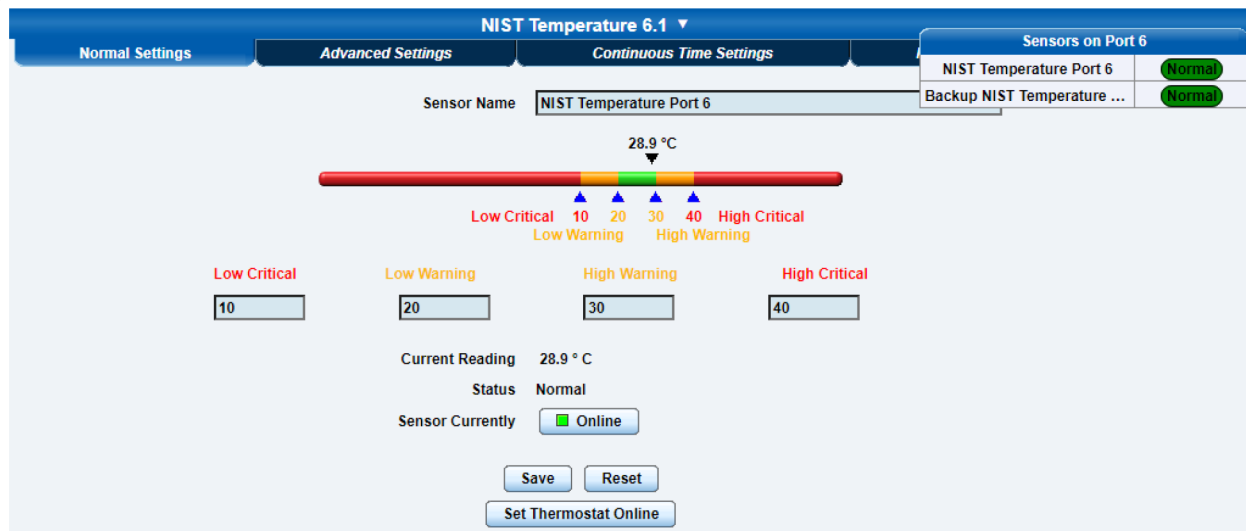 NIST Temperature 6.1 ▼
Normal Settings Advanced Settings Continuous Time Settings
Sensors on Port 6
NIST Temperature Port 6 Normal
Backup NIST Temperature ... Normal
Sensor Name NIST Temperature Port 6
28.9 °C
Low Critical 10 20 30 40 High Critical
Low Warning High Warning
Low Critical Low Warning High Warning High Critical
10 20 30 40
Current Reading 28.9 ° C
Status Normal
Sensor Currently Online
Save Reset
Set Thermostat Online